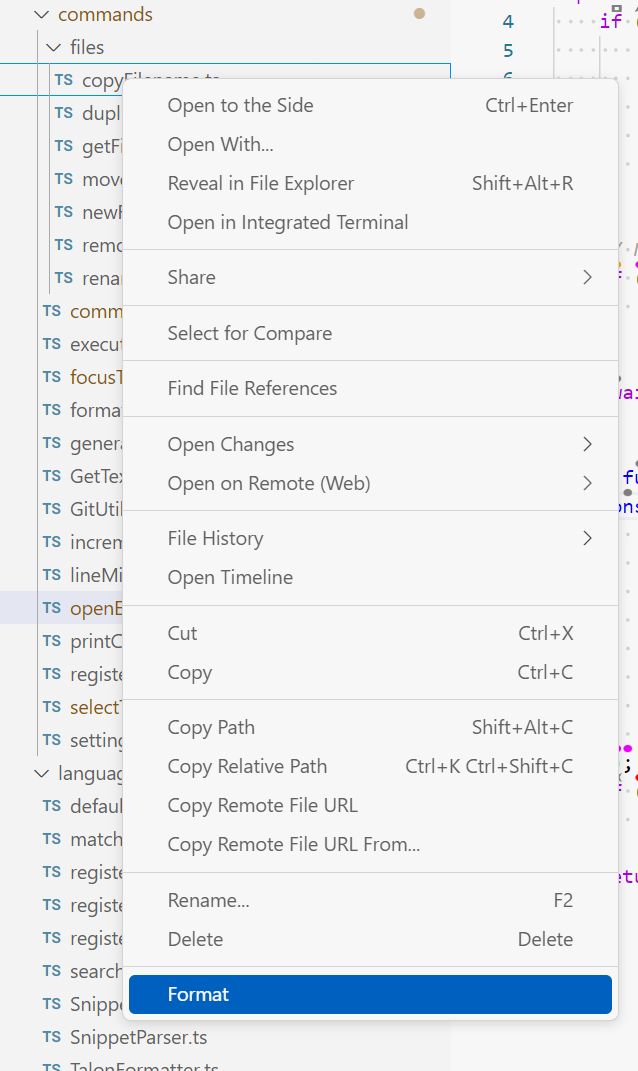 commands
files
TS copyFilename.ts
TS dupl
TS getFi
TS move
TS newF
TS remo
TS rena
TS comm
TS execut
TS focusT
TS forma
TS genera
TS GetTex
TS GitUtil
TS increm
TS lineMi
TS openE
TS printC
TS registe
TS select
TS setting
languag
TS defaul
TS match
TS registe
TS registe
TS registe
TS search
TS Snippe
TS SnippetParser.ts
TS TalonFormatter.ts
Open to the Side Ctrl+Enter
Open With...
Reveal in File Explorer Shift+Alt+R
Open in Integrated Terminal
Share
Select for Compare
Find File References
Open Changes
Open on Remote (Web)
File History
Open Timeline
Cut Ctrl+X
Copy Ctrl+C
Copy Path Shift+Alt+C
Copy Relative Path Ctrl+K Ctrl+Shift+C
Copy Remote File URL
Copy Remote File URL From...
Rename... F2
Delete Delete
Format
4 if
5
6